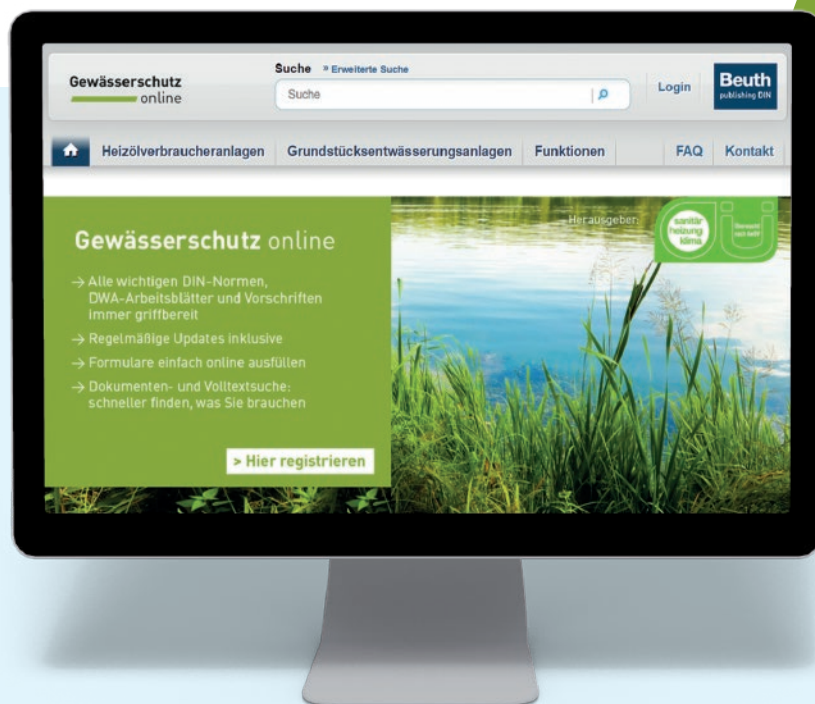 Gewässerschutz
online
Suche » Erweiterte Suche
Suche
Login
Beuth
publishing DIN
Heizölverbraucheranlagen Grundstücksentwässerungsanlagen Funktionen FAQ Kontakt
Herausgeber:
sanitär
heizung
klima
Gewässerschutz online
→ Alle wichtigen DIN-Normen,
DWA-Arbeitsblätter und Vorschriften
immer griffbereit
→ Regelmäßige Updates inklusive
→ Formulare einfach online ausfüllen
→ Dokumenten- und Volltextsuche:
schneller finden, was Sie brauchen
> Hier registrieren